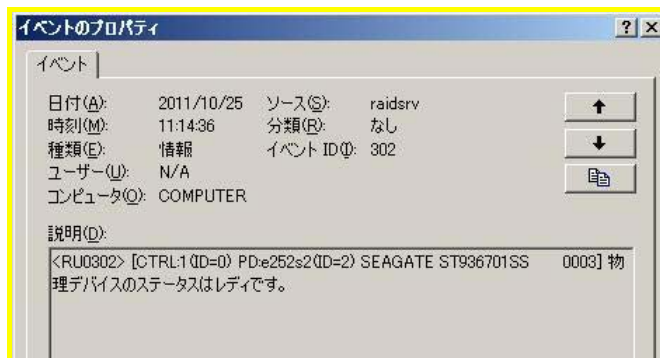 イベントのプロパティ
イベント
日付(A): 2011/10/25 ソース(S): raidsrv
時刻(M): 11:14:36 分類(R): なし
種類(E): 情報 イベント ID(I): 302
ユーザー(U): N/A
コンピュータ(O): COMPUTER
説明(D):
<RU0302> [CTRL:1(ID=0) PD:e252s2(ID=2) SEAGATE ST936701SS 0003] 物
理デバイスのステータスはレディです。